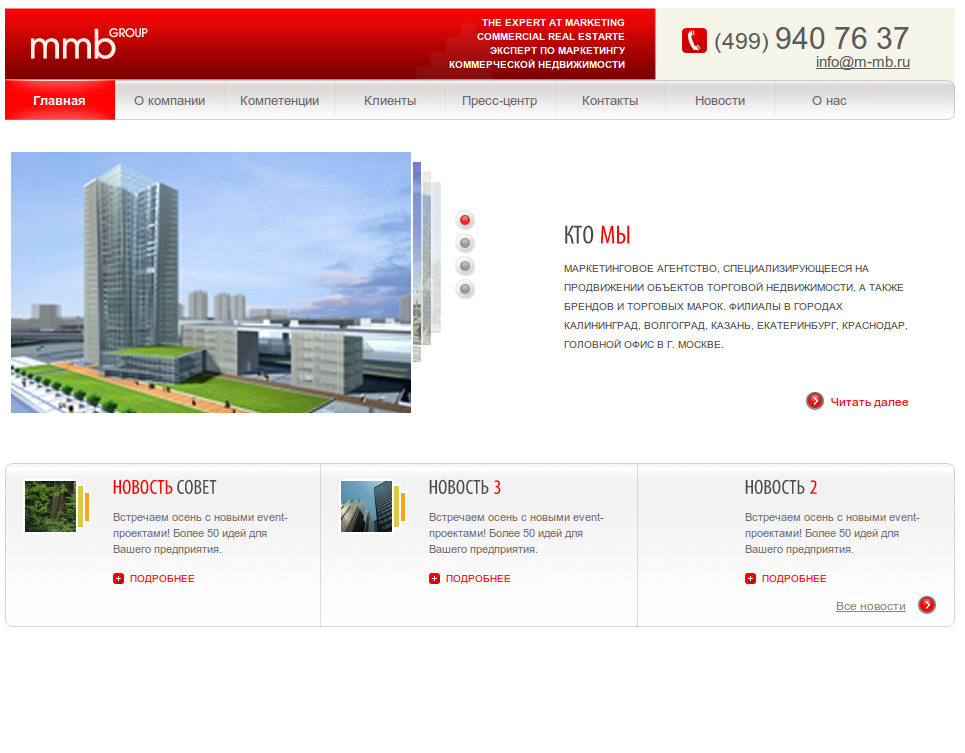 mmb GROUP
THE EXPERT AT MARKETING
COMMERCIAL REAL ESTARTE
ЭКСПЕРТ ПО МАРКЕТИНГУ
КОММЕРЧЕСКОЙ НЕДВИЖИМОСТИ
(499) 940 76 37
info@m-mb.ru
Главная О компании Компетенции Клиенты Пресс-центр Контакты Новости О нас
КТО МЫ
МАРКЕТИНГОВОЕ АГЕНТСТВО, СПЕЦИАЛИЗИРУЮЩЕЕСЯ НА
ПРОДВИЖЕНИИ ОБЪЕКТОВ ТОРГОВОЙ НЕДВИЖИМОСТИ, А ТАКЖЕ
БРЕНДОВ И ТОРГОВЫХ МАРОК. ФИЛИАЛЫ В ГОРОДАХ
КАЛИНИНГРАД, ВОЛГОГРАД, КАЗАНЬ, ЕКАТЕРИНБУРГ, КРАСНОДАР,
ГОЛОВНОЙ ОФИС В Г. МОСКВЕ.
Читать далее
НОВОСТЬ СОВЕТ
Встречаем осень с новыми event-
проектами! Более 50 идей для
Вашего предприятия.
ПОДРОБНЕЕ
НОВОСТЬ 3
Встречаем осень с новыми event-
проектами! Более 50 идей для
Вашего предприятия.
ПОДРОБНЕЕ
НОВОСТЬ 2
Встречаем осень с новыми event-
проектами! Более 50 идей для
Вашего предприятия.
ПОДРОБНЕЕ
Все новости